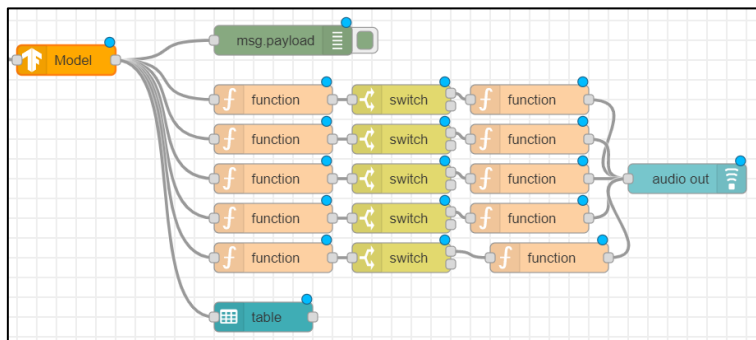 msg.payload
Model
function switch function
function switch function
function switch function
audio out
function switch function
function switch function
table